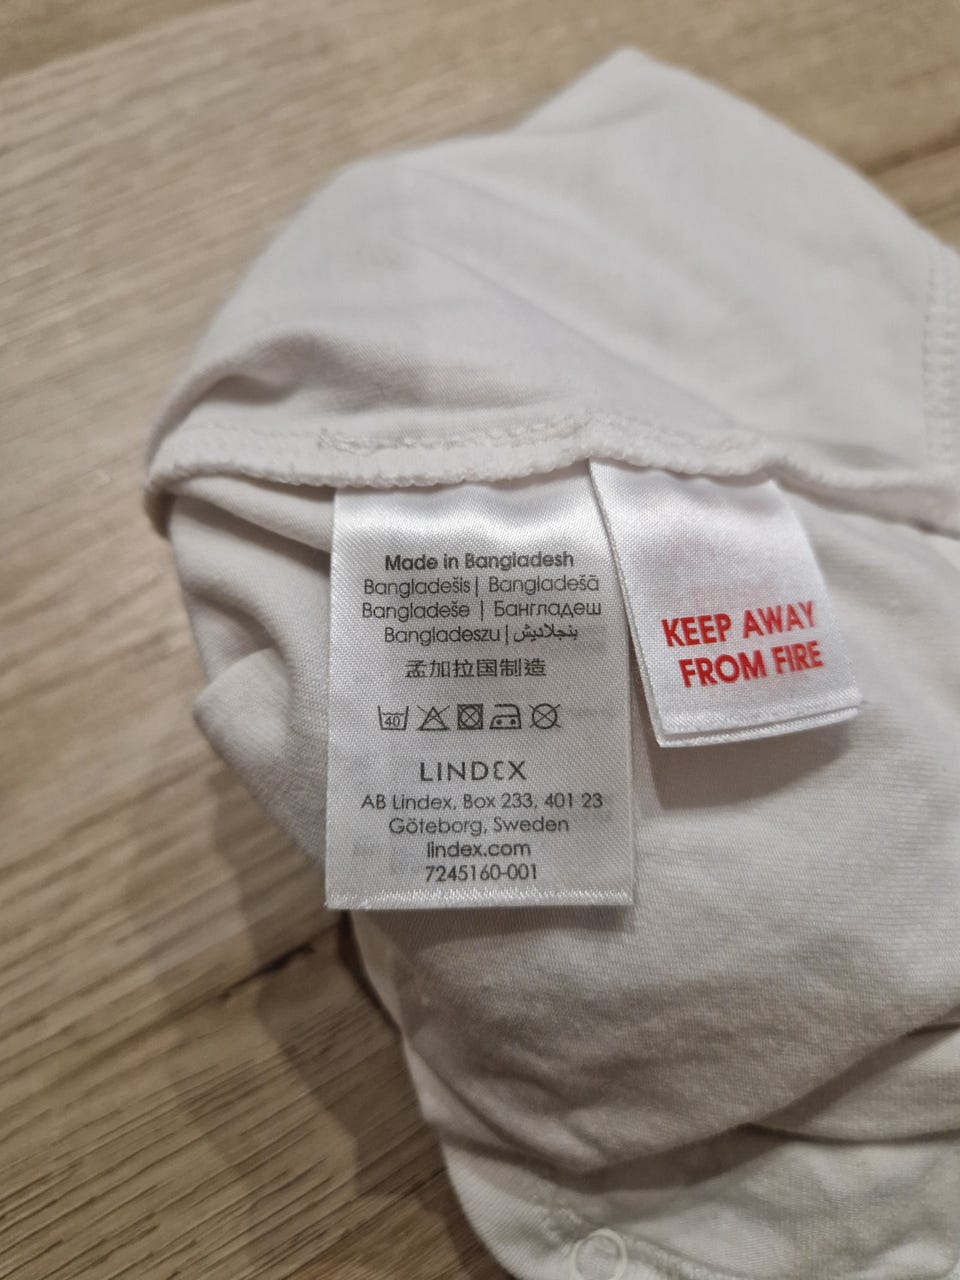 Made in Bangladesh
Bangladešis | Bangladešā
Bangladeše | Бангладеш
Bangladeszu | بنجلاديش
孟加拉国制造
40
LINDEX
AB Lindex, Box 233, 401 23
Göteborg, Sweden
lindex.com
7245160-001
KEEP AWAY
FROM FIRE